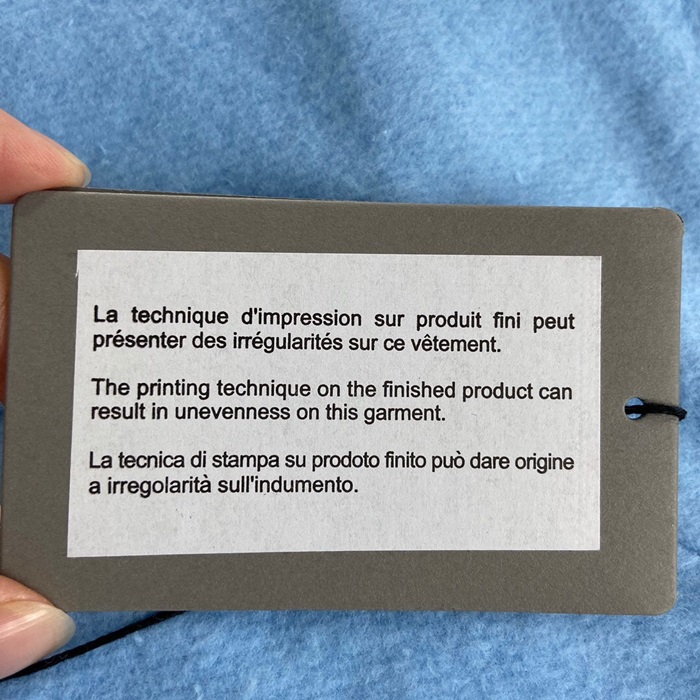 La technique d'impression sur produit fini peut
présenter des irrégularités sur ce vêtement.
The printing technique on the finished product can
result in unevenness on this garment.
La tecnica di stampa su prodoto finito può dare origine
a irregolarità sull'indumento.